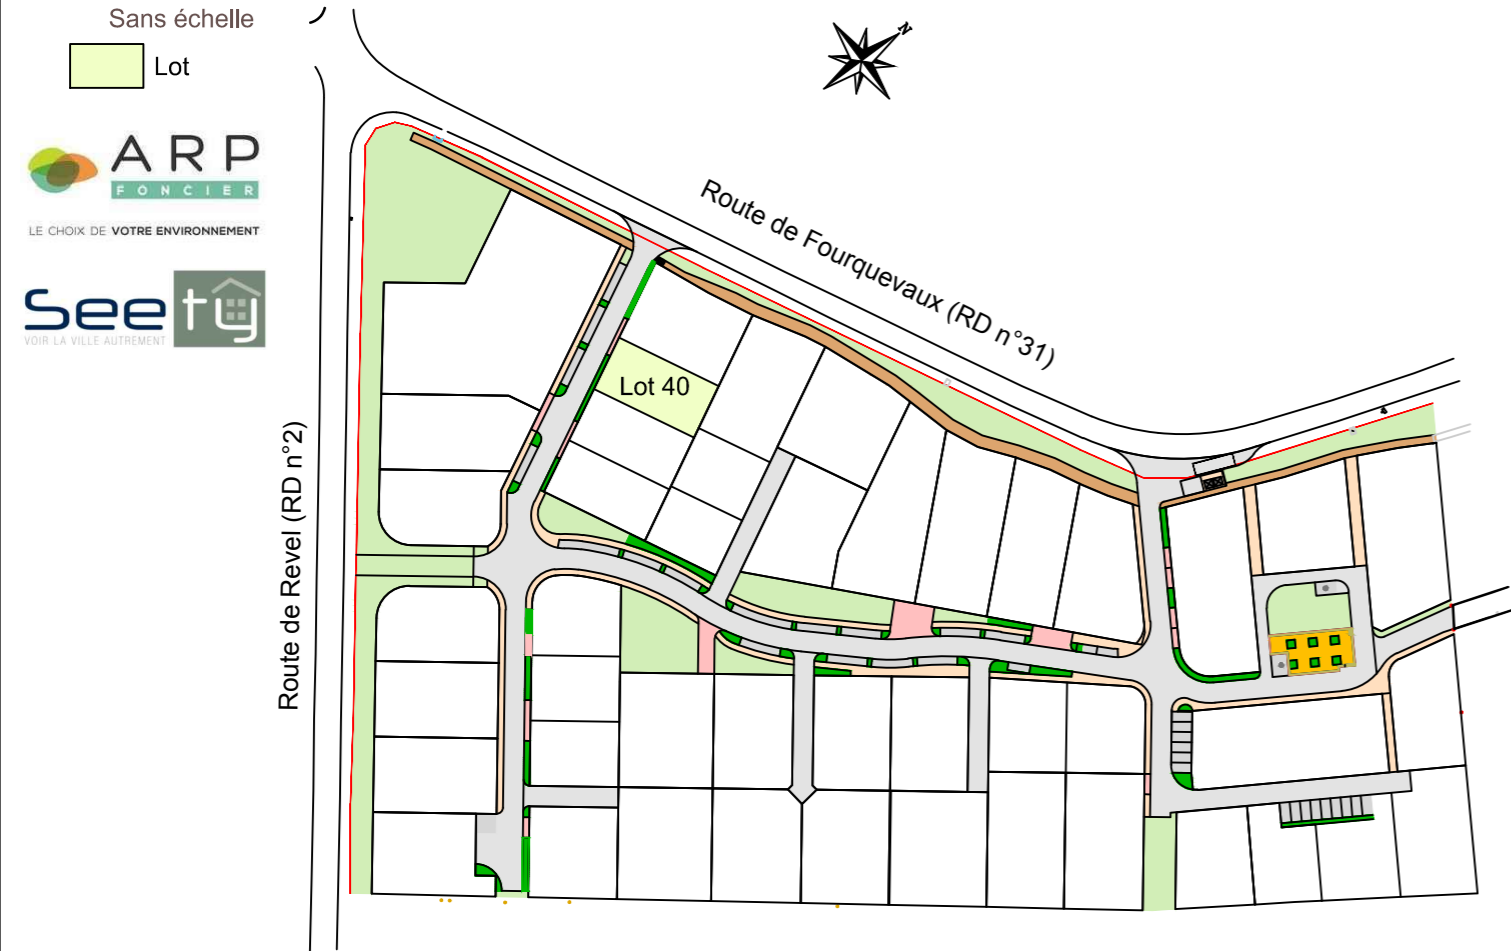 Sans échelle
Lot
ARP
FONCIER
LE CHOIX DE VOTRE ENVIRONNEMENT
Seety
VOIR LA VILLE AUTREMENT
N
Route de Fourquevaux (RD n°31)
Lot 40
Route de Revel (RD n°2)